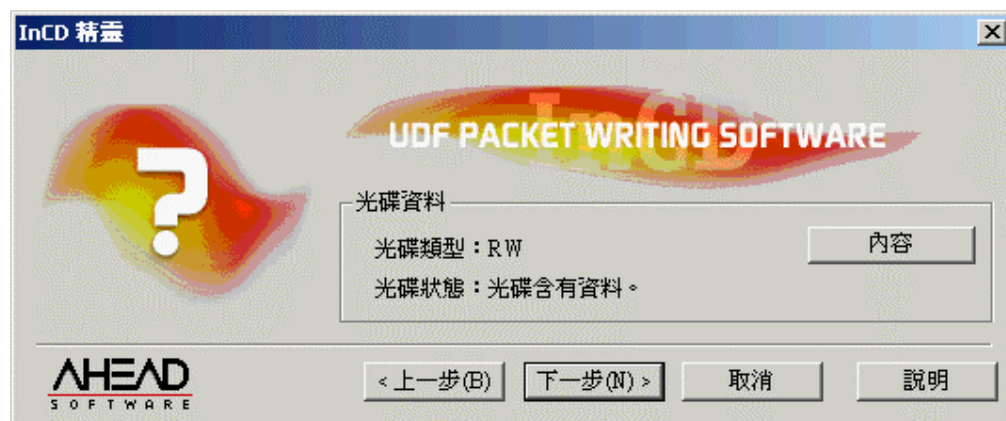 InCD 精靈
InCD
UDF PACKET WRITING SOFTWARE
光碟資料
光碟類型：RW
內容
光碟狀態：光碟含有資料。
AHEAD
SOFTWARE
<上一步(B)
下一步(N)>
取消
說明